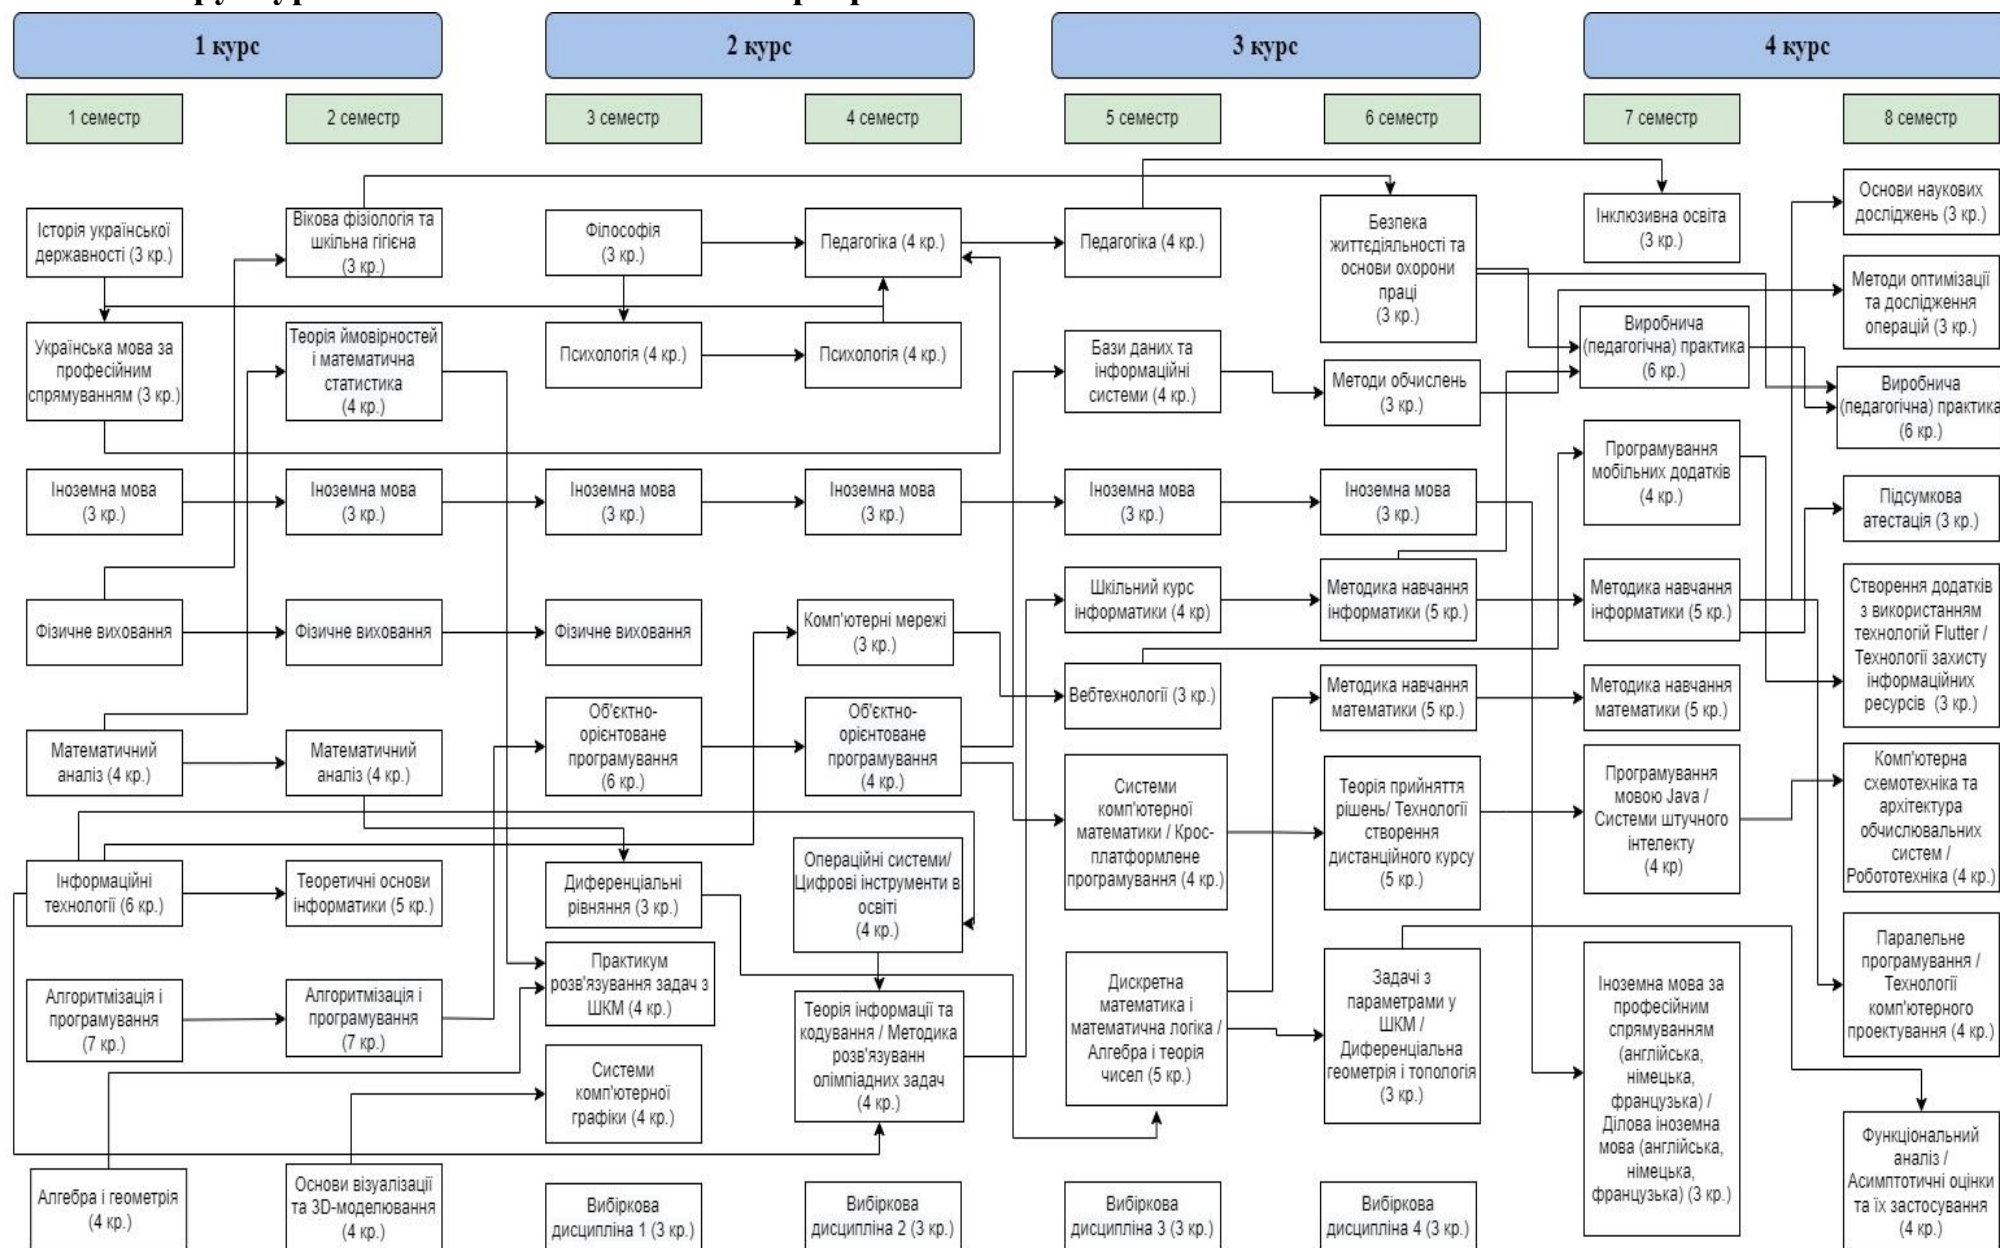 1 курс
2 курс
3 курс
4 курс
1 семестр
2 семестр
3 семестр
4 семестр
5 семестр
6 семестр
7 семестр
8 семестр
Історія української
державності (3 кр.)
Українська мова за
професійним
спрямуванням (3 кр.)
Іноземна мова
(3 кр.)
Фізичне виховання
Математичний
аналіз (4 кр.)
Інформаційні
технології (6 кр.)
Алгоритмізація і
програмування
(7 кр.)
Алгебра і геометрія
(4 кр.)
Вікова фізіологія та
шкільна гігієна
(3 кр.)
Теорія ймовірностей
і математична
статистика
(4 кр.)
Іноземна мова
(3 кр.)
Фізичне виховання
Математичний
аналіз (4 кр.)
Теоретичні основи
інформатики (5 кр.)
Алгоритмізація і
програмування
(7 кр.)
Основи візуалізації
та 3D-моделювання
(4 кр.)
Філософія
(3 кр.)
Психологія (4 кр.)
Іноземна мова
(3 кр.)
Фізичне виховання
Об'єктно-
орієнтоване
програмування
(6 кр.)
Диференціальні
рівняння (3 кр.)
Практикум
розв'язування задач з
ШКМ (4 кр.)
Системи
комп'ютерної
графіки (4 кр.)
Вибіркова
дисципліна 1 (3 кр.)
Педагогіка (4 кр.)
Психологія (4 кр.)
Іноземна мова
(3 кр.)
Комп'ютерні мережі
(3 кр.)
Об'єктно-
орієнтоване
програмування
(4 кр.)
Операційні системи/
Цифрові інструменти в
освіті
(4 кр.)
Теорія інформації та
кодування / Методика
розв'язуванн
олімпіадних задач
(4 кр.)
Вибіркова
дисципліна 2 (3 кр.)
Педагогіка (4 кр.)
Бази даних та
інформаційні
системи (4 кр.)
Іноземна мова
(3 кр.)
Шкільний курс
інформатики (4 кр)
Вебтехнології (3 кр.)
Системи
комп'ютерної
математики / Крос-
платформлене
програмування (4 кр.)
Дискретна
математика і
математична логіка /
Алгебра і теорія
чисел (5 кр.)
Вибіркова
дисципліна 3 (3 кр.)
Безпека
життєдіяльності та
основи охорони
праці
(3 кр.)
Методи обчислень
(3 кр.)
Іноземна мова
(3 кр.)
Методика навчання
інформатики (5 кр.)
Методика навчання
математики (5 кр.)
Теорія прийняття
рішень/ Технології
створення
дистанційного курсу
(5 кр.)
Задачі з
параметрами у
ШКМ /
Диференціальна
геометрія і топологія
(3 кр.)
Вибіркова
дисципліна 4 (3 кр.)
Інклюзивна освіта
(3 кр.)
Виробнича
(педагогічна) практика
(6 кр.)
Програмування
мобільних додатків
(4 кр.)
Методика навчання
інформатики (5 кр.)
Методика навчання
математики (5 кр.)
Програмування
мовою Java /
Системи штучного
інтелекту
(4 кр)
Іноземна мова за
професійним
спрямуванням
(англійська,
німецька,
французька) /
Ділова іноземна
мова (англійська,
німецька,
французька) (3 кр.)
Основи наукових
досліджень (3 кр.)
Методи оптимізації
та дослідження
операцій (3 кр.)
Виробнича
(педагогічна) практика
(6 кр.)
Підсумкова
атестація (3 кр.)
Створення додатків
з використанням
технологій Flutter /
Технології захисту
інформаційних
ресурсів (3 кр.)
Комп'ютерна
схемотехніка та
архітектура
обчислювальних
систем /
Робототехніка (4 кр.)
Паралельне
програмування /
Технології
комп'ютерного
проектування (4 кр.)
Функціональний
аналіз /
Асимптотичні оцінки
та їх застосування
(4 кр.)